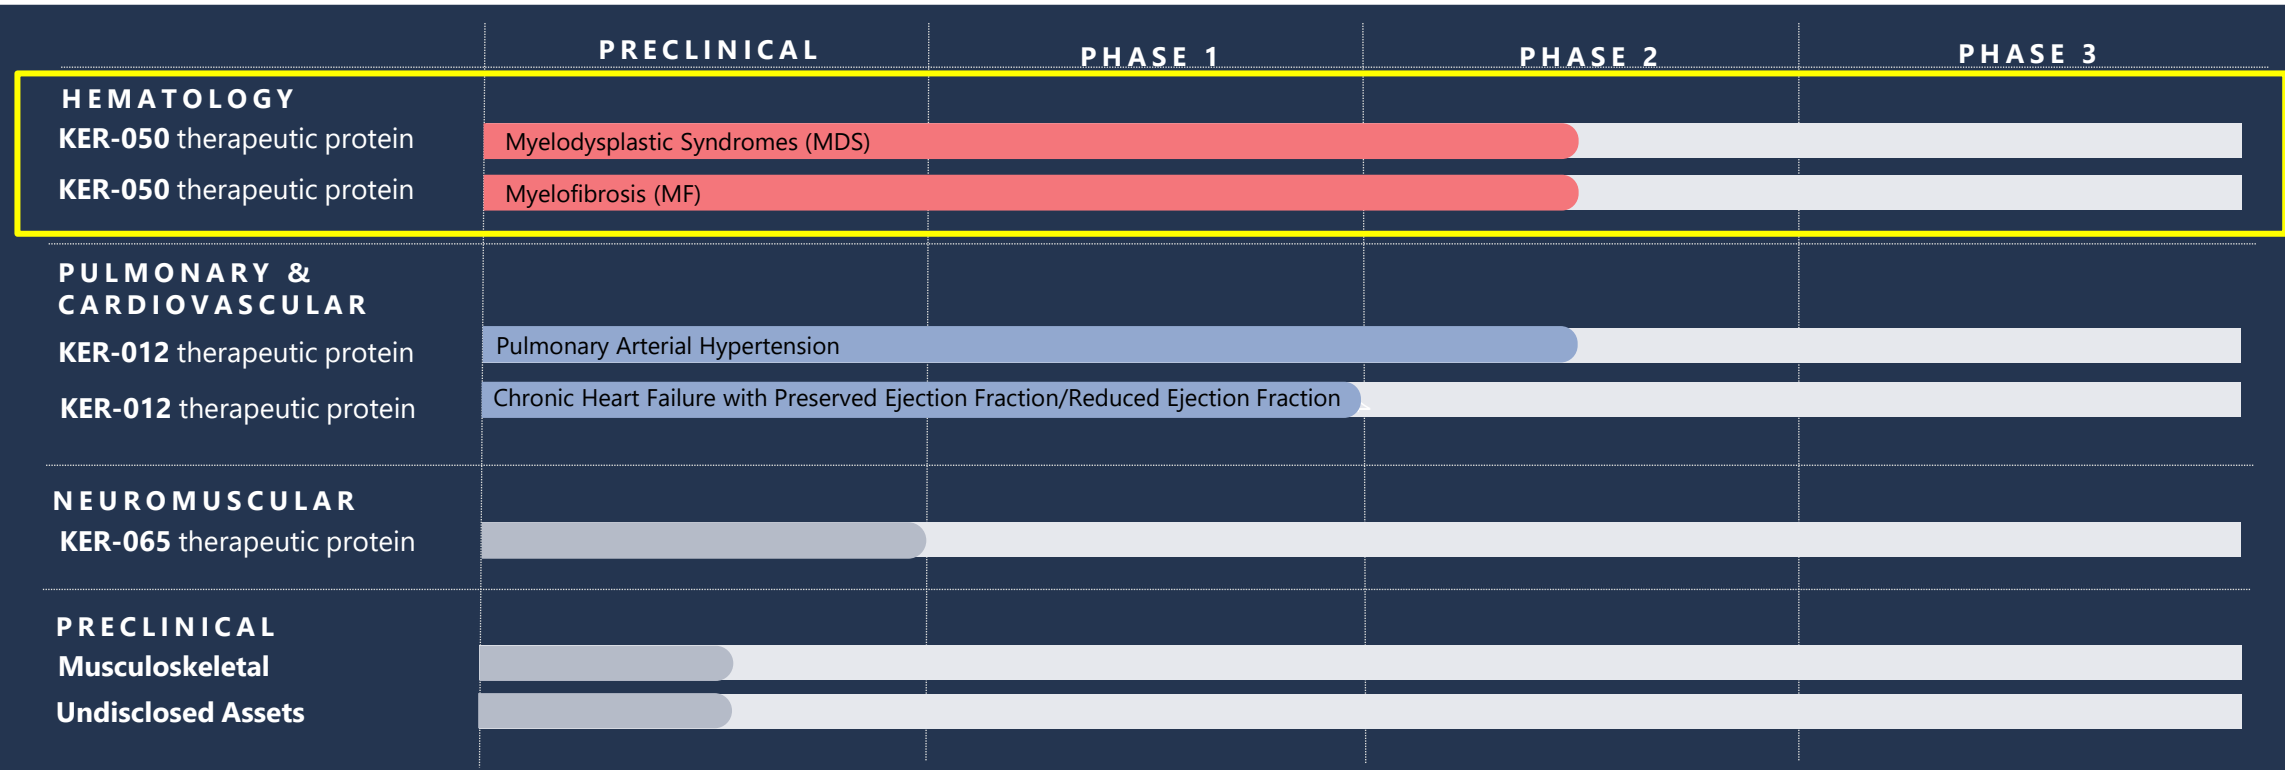 PRECLINICAL PHASE 1 PHASE 2 PHASE 3
HEMATOLOGY
KER-050 therapeutic protein
Myelodysplastic Syndromes (MDS)
KER-050 therapeutic protein
Myelofibrosis (MF)
PULMONARY &
CARDIOVASCULAR
KER-012 therapeutic protein
Pulmonary Arterial Hypertension
KER-012 therapeutic protein
Chronic Heart Failure with Preserved Ejection Fraction/Reduced Ejection Fraction
NEUROMUSCULAR
KER-065 therapeutic protein
PRECLINICAL
Musculoskeletal
Undisclosed Assets